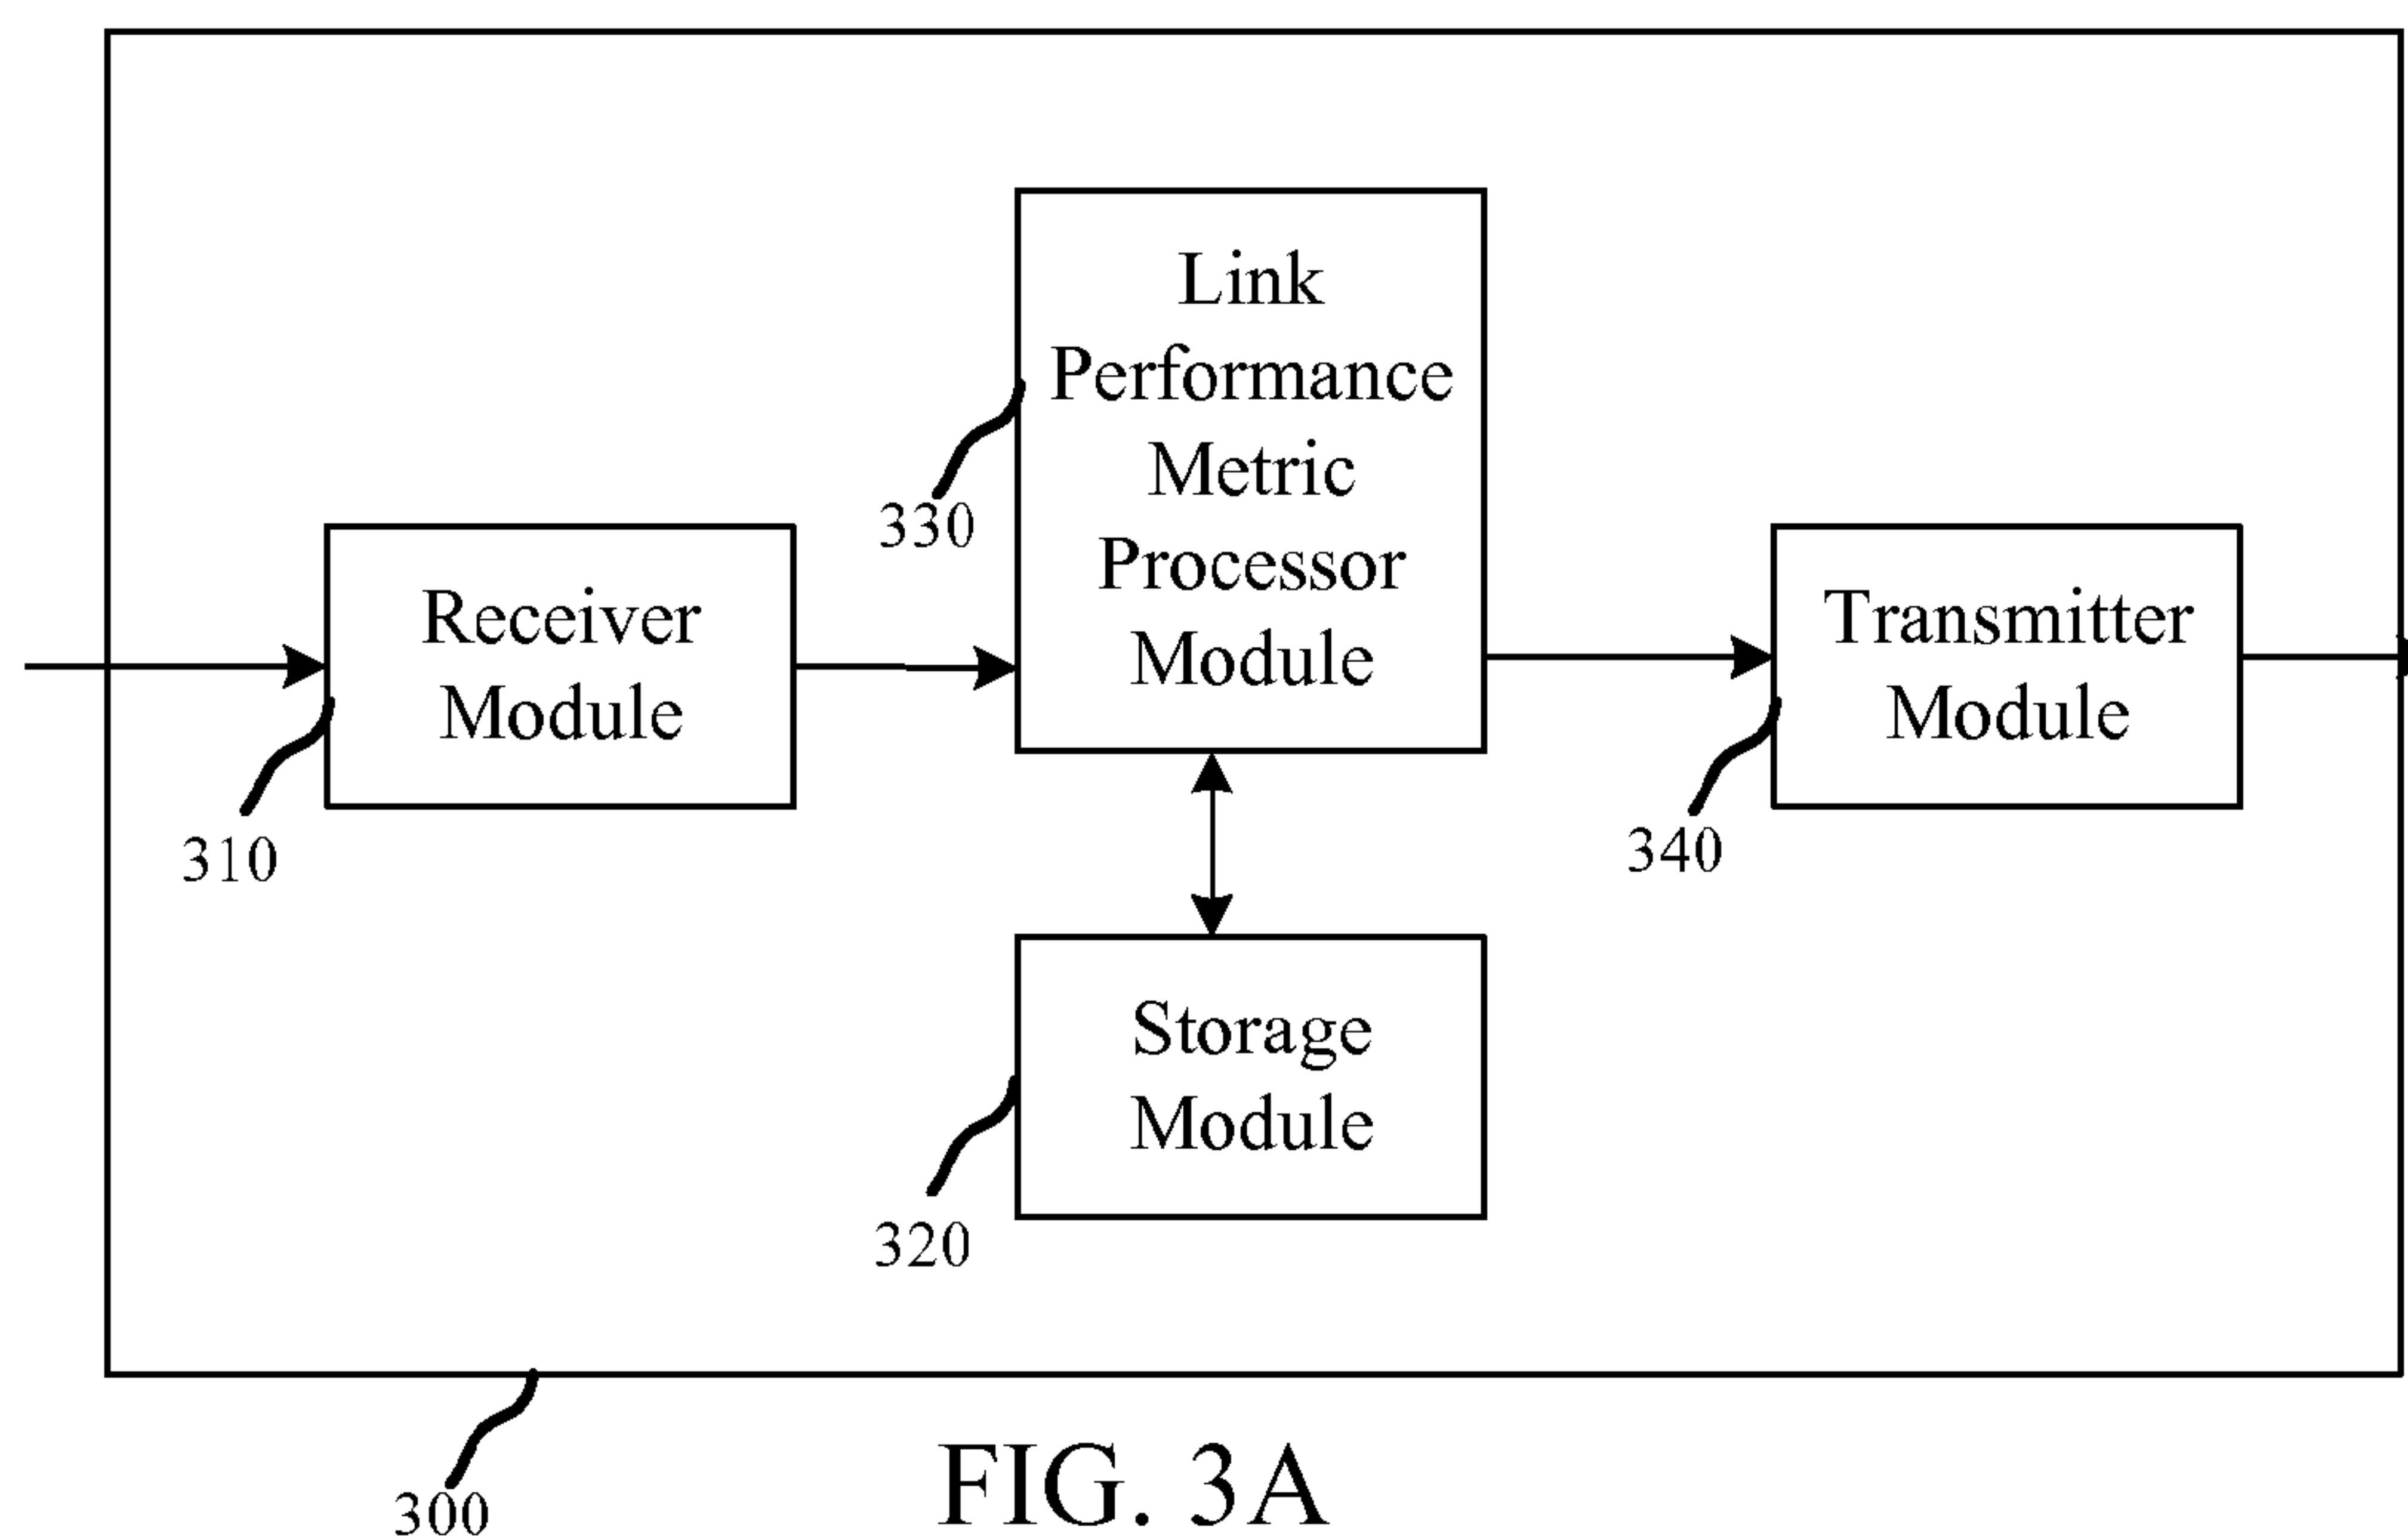 Link
Performance
Metric
Processor
Module
330
Receiver
Module
310
Transmitter
Module
340
Storage
Module
320
300
FIG. 3A